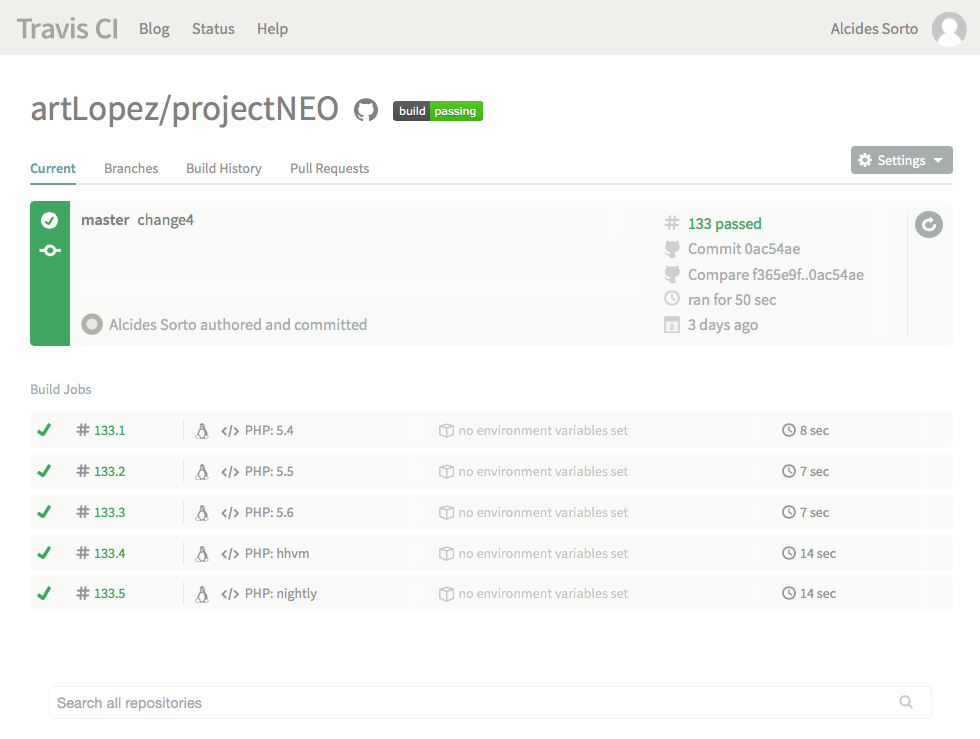 Travis CI Blog Status Help Alcides Sorto
artLopez/projectNEO build passing
Current Branches Build History Pull Requests Settings
master change4
133 passed
Commit 0ac54ae
Compare f365e9f..0ac54ae
ran for 50 sec
Alcides Sorto authored and committed
3 days ago
Build Jobs
# 133.1 </> PHP: 5.4 no environment variables set 8 sec
# 133.2 </> PHP: 5.5 no environment variables set 7 sec
# 133.3 </> PHP: 5.6 no environment variables set 7 sec
# 133.4 </> PHP: hhvm no environment variables set 14 sec
# 133.5 </> PHP: nightly no environment variables set 14 sec
Search all repositories